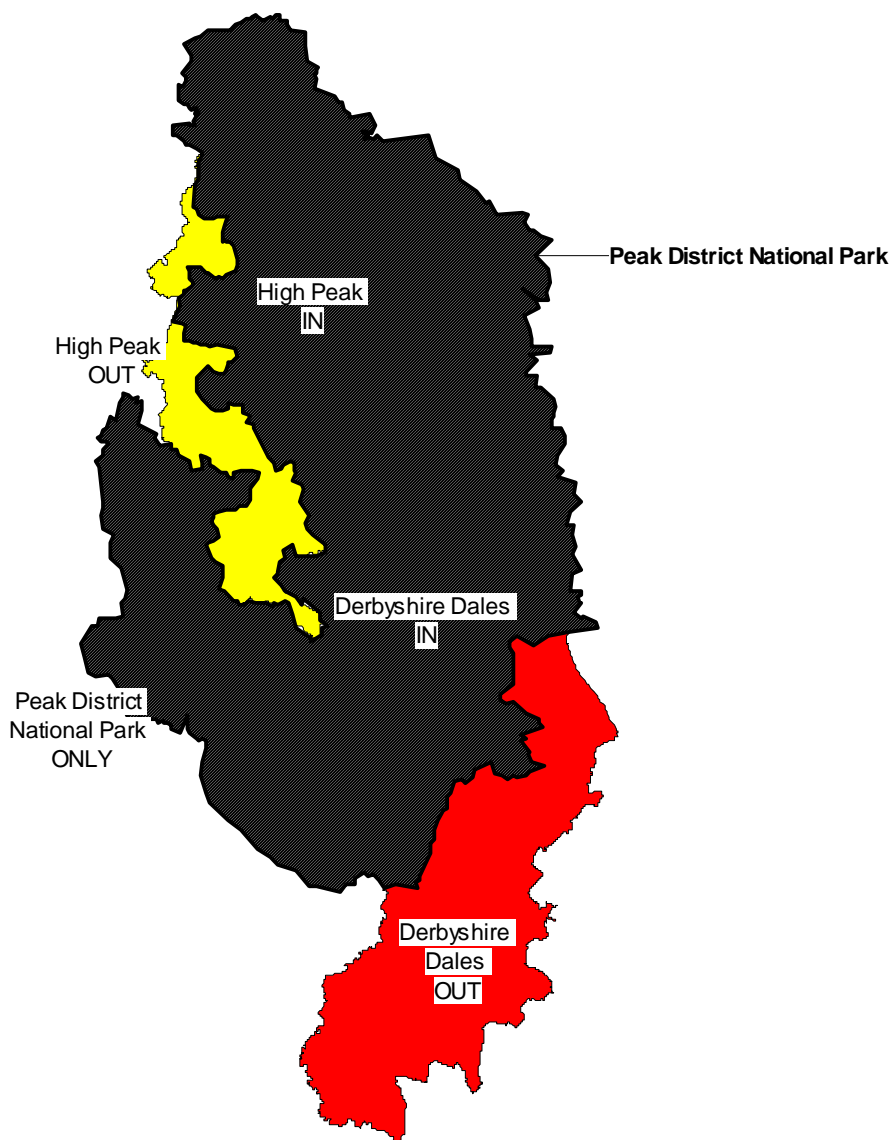 Peak District National Park
High Peak
IN
High Peak
OUT
Derbyshire Dales
IN
Peak District
National Park
ONLY
Derbyshire
Dales
OUT